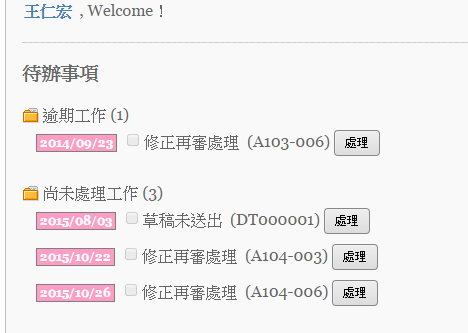 王仁宏 , Welcome！
待辦事項
逾期工作 (1)
2014/09/23 修正再審處理 (A103-006) 處理
尚未處理工作 (3)
2015/08/03 草稿未送出 (DT000001) 處理
2015/10/22 修正再審處理 (A104-003) 處理
2015/10/26 修正再審處理 (A104-006) 處理